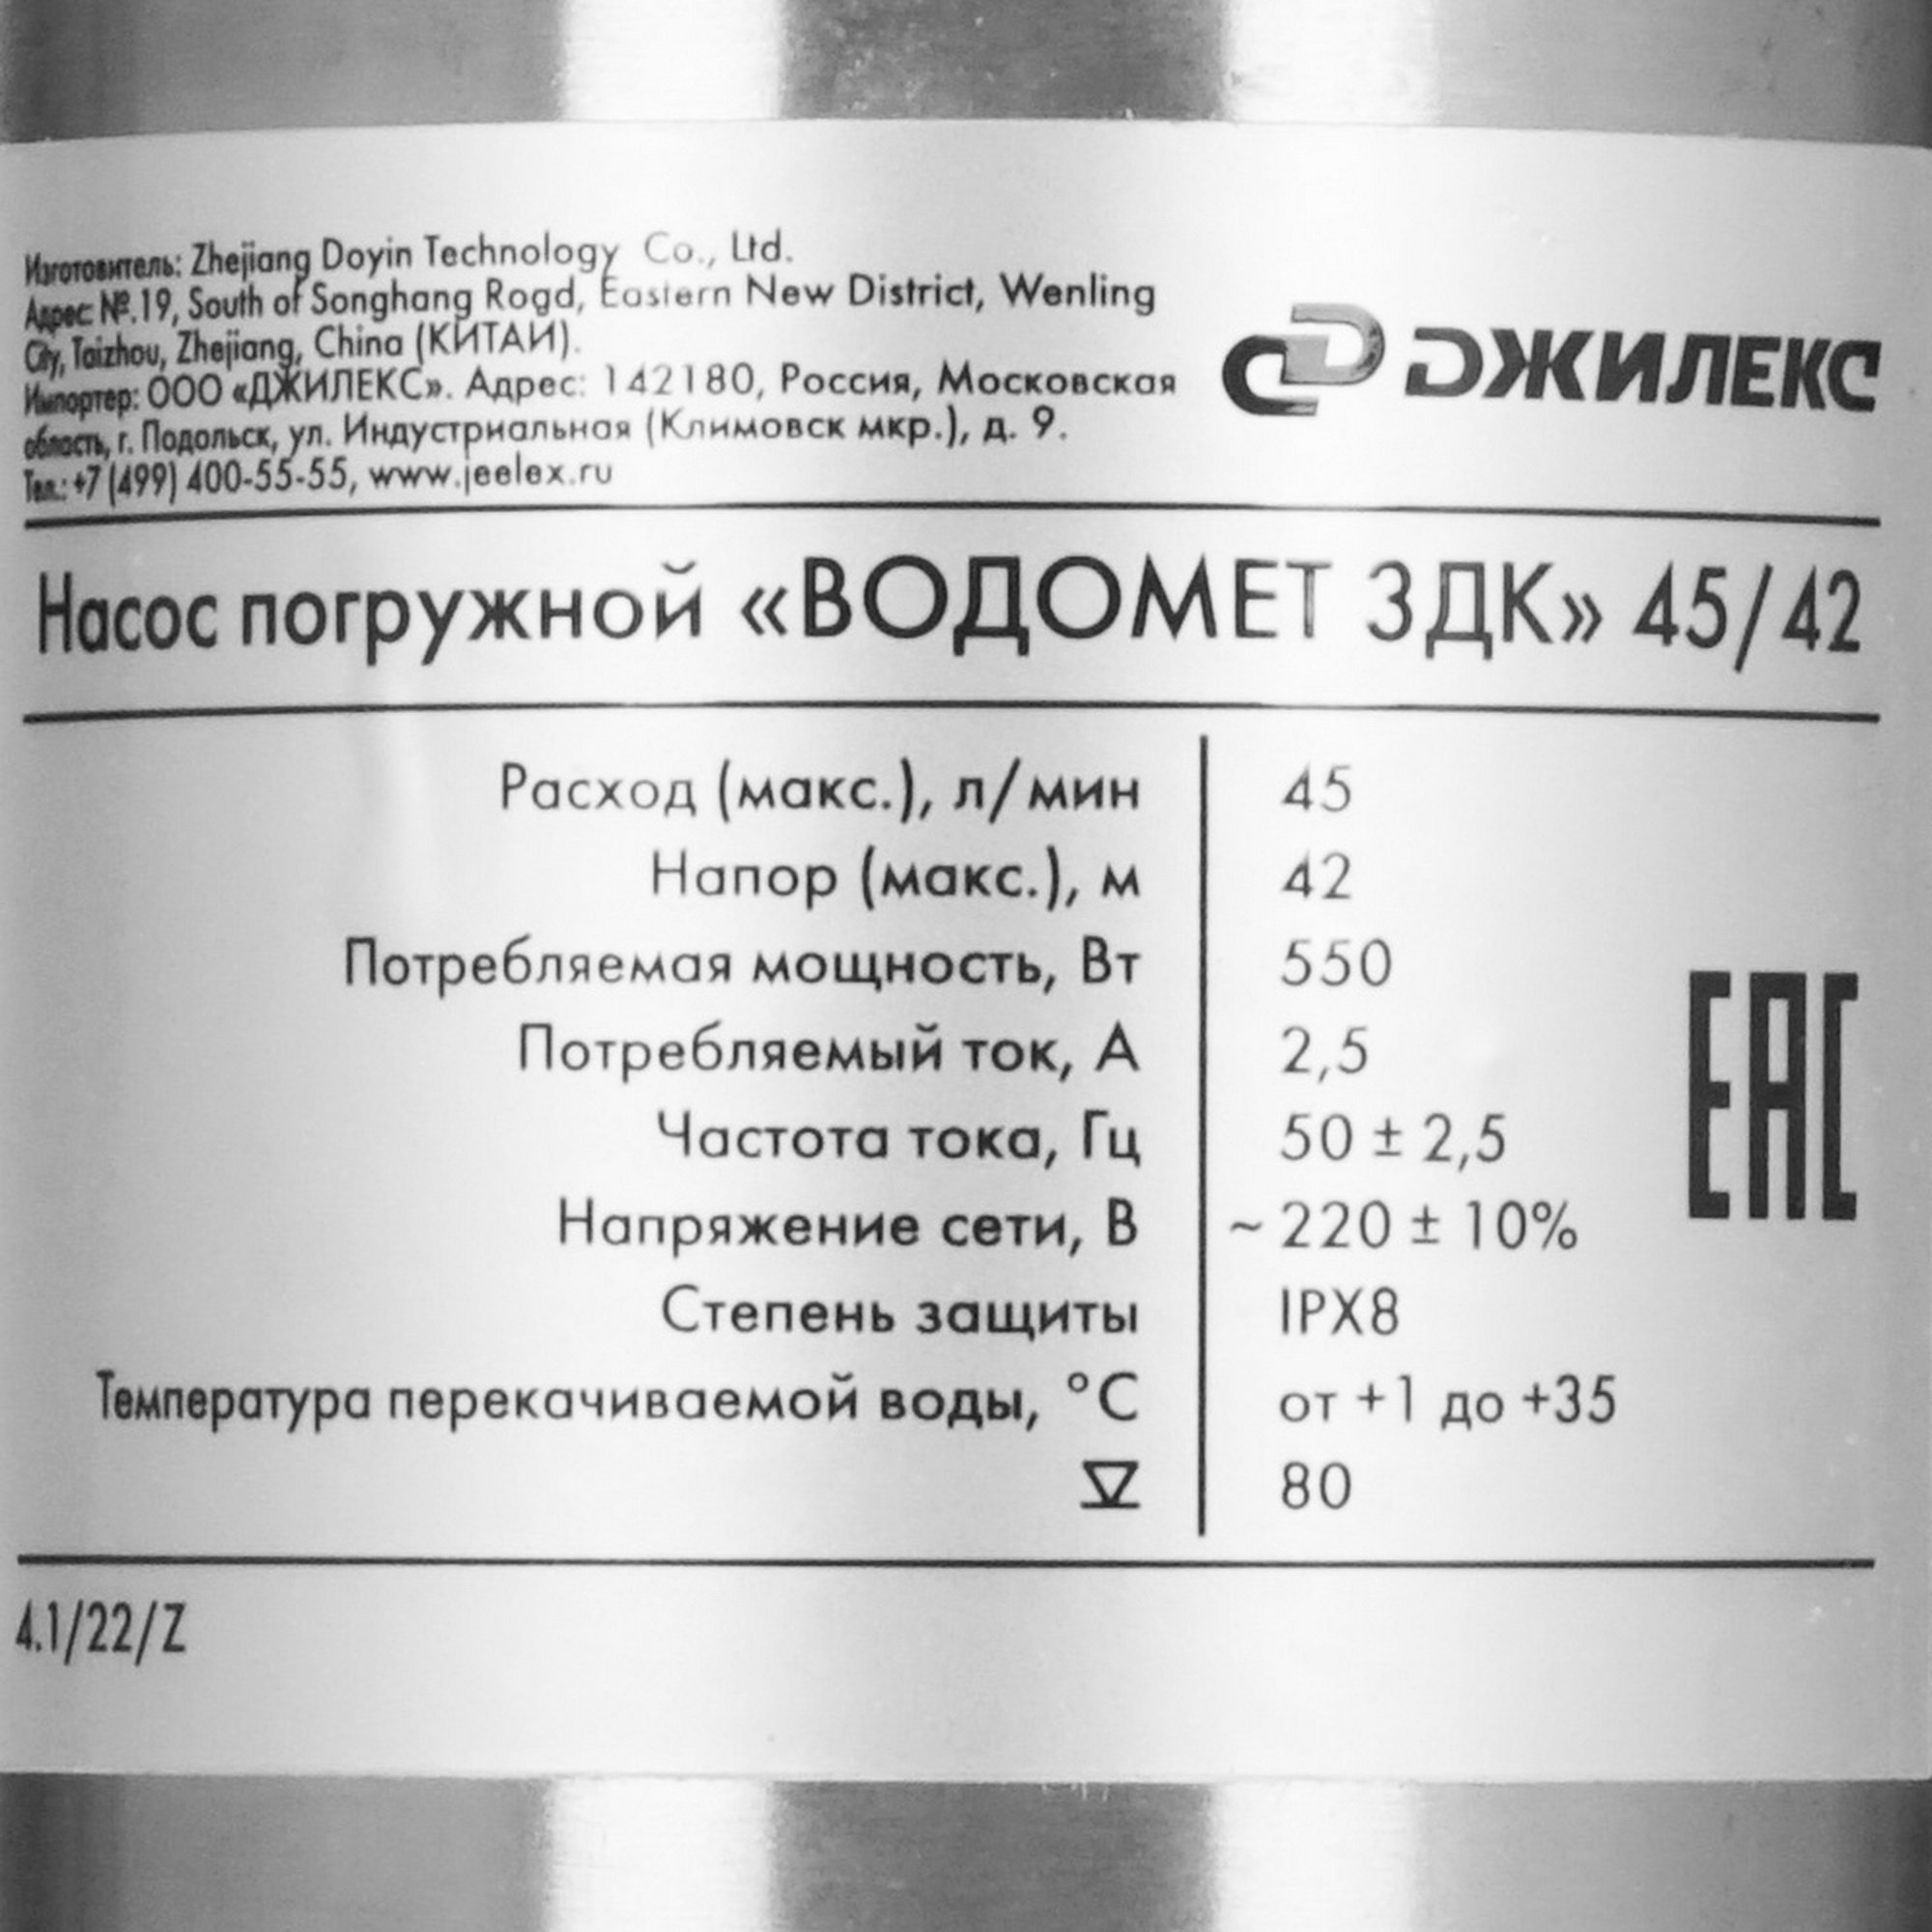 Изготовитель: Zhejiang Doyin Technology Co., Ltd.
Адрес: №.19, South of Songhang Rogd, Eastern New District, Wenling
City, Taizhou, Zhejiang, China (КИТАЙ).
Импортер: ООО «ДЖИЛЕКС». Адрес: 142180, Россия, Московская
область, г. Подольск, ул. Индустриальная (Климовск мкр.), д. 9.
Тел.: +7 (499) 400-55-55, www.jeelex.ru
ДЖИЛЕКС
Насос погружной «ВОДОМЕТ 3ДК» 45/42
Расход (макс.), л/мин 45
Напор (макс.), м 42
Потребляемая мощность, Вт 550
Потребляемый ток, А 2,5
Частота тока, Гц 50 ± 2,5
Напряжение сети, В ~ 220 ± 10%
Степень защиты IPX8
Температура перекачиваемой воды, °С от +1 до +35
V 80
EAC
4.1/22/Z